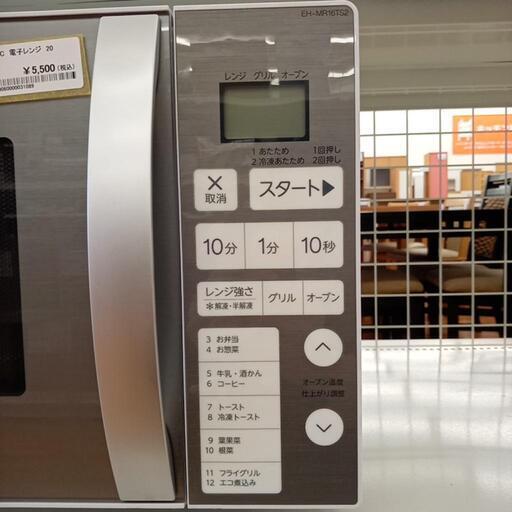 EH-MR16TS2
C 電子レンジ 20
¥5,500(税込)
レンジ グリル オーブン
1 あたため 1回押し
2 冷凍あたため 2回押し
取消
スタート
10分 1分 10秒
レンジ強さ
※解凍・半解凍
グリル オーブン
3 お弁当
4 お惣菜
5 牛乳・酒かん
6 コーヒー
7 トースト
8 冷凍トースト
9 葉果菜
10 根菜
11 フライグリル
12 エコ煮込み
オーブン温度
仕上がり調整